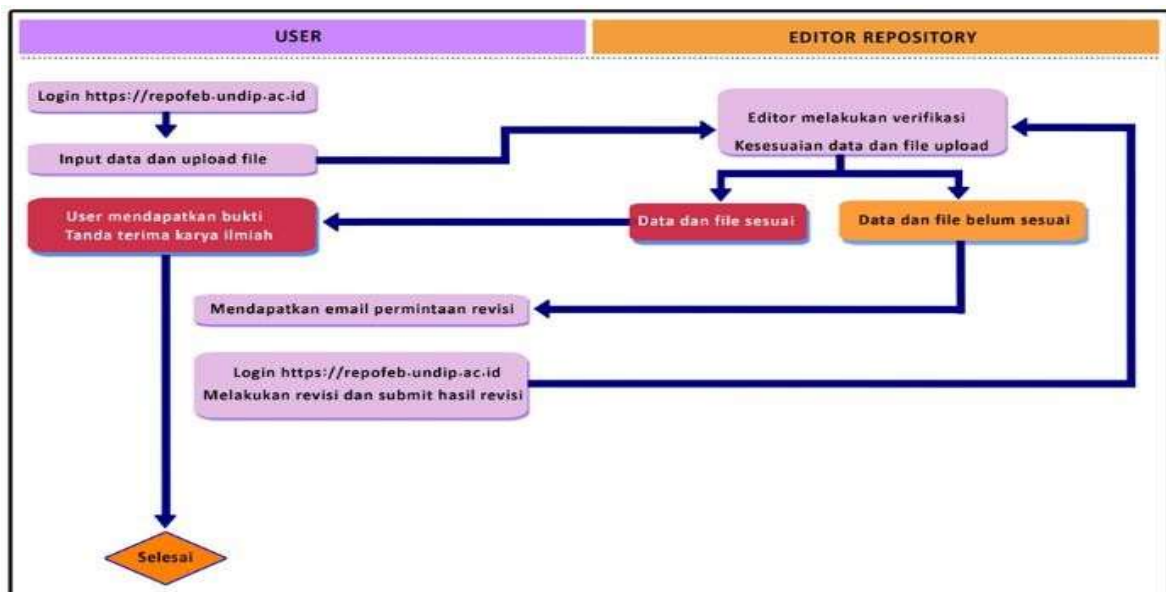 USER
EDITOR REPOSITORY
Login https://repofeb.undip.ac.id
Input data dan upload file
Editor melakukan verifikasi
Kesesuaian data dan file upload
User mendapatkan bukti
Tanda terima karya ilmiah
Data dan file sesuai
Data dan file belum sesuai
Mendapatkan email permintaan revisi
Login https://repofeb.undip.ac.id
Melakukan revisi dan submit hasil revisi
Selesai